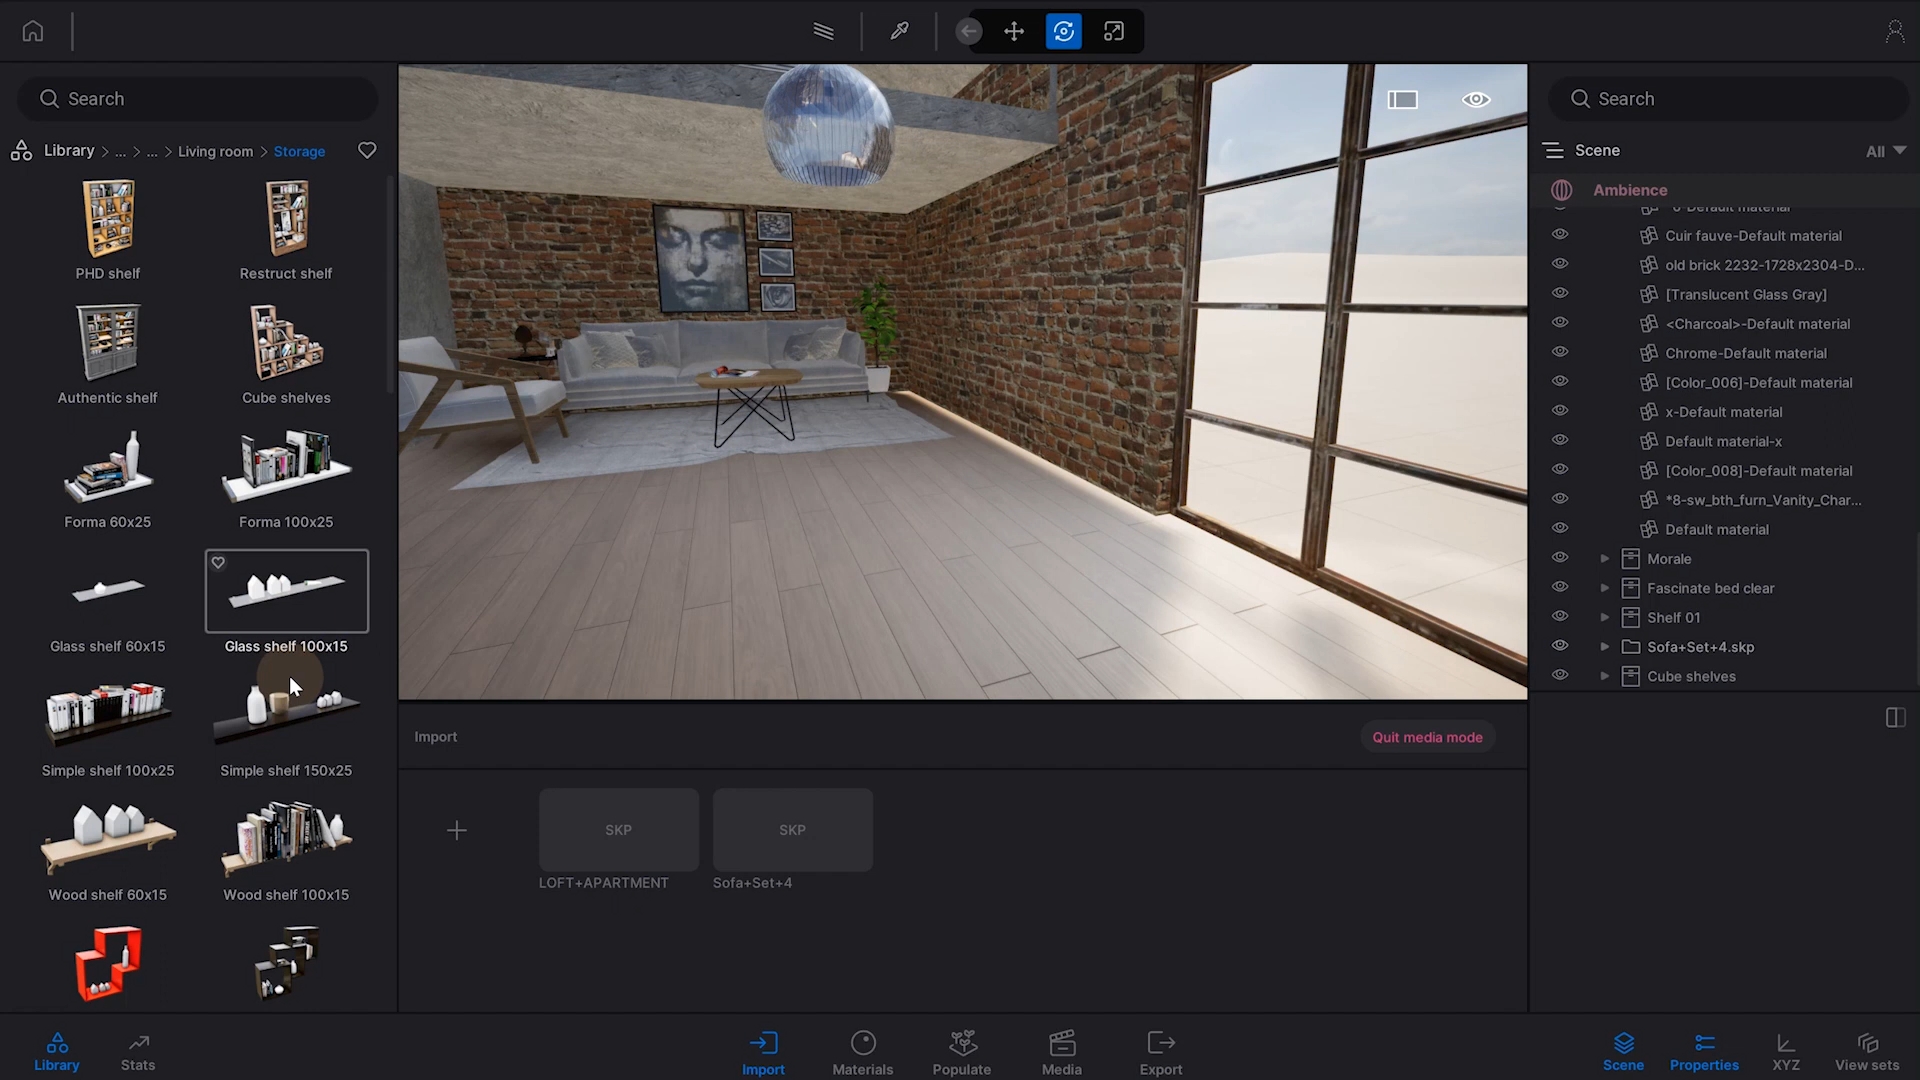 Search
Library > ... > ... > Living room > Storage
PHD shelf
Restruct shelf
Authentic shelf
Cube shelves
Forma 60x25
Forma 100x25
Glass shelf 60x15
Glass shelf 100x15
Simple shelf 100x25
Simple shelf 150x25
Wood shelf 60x15
Wood shelf 100x15
Import
Quit media mode
SKP
LOFT+APARTMENT
SKP
Sofa+Set+4
Search
Scene
All
Ambience
*6-Default material
Cuir fauve-Default material
old brick 2232-1728x2304-D...
[Translucent Glass Gray]
<Charcoal>-Default material
Chrome-Default material
[Color_006]-Default material
x-Default material
Default material-x
[Color_008]-Default material
*8-sw_bth_furn_Vanity_Char...
Default material
Morale
Fascinate bed clear
Shelf 01
Sofa+Set+4.skp
Cube shelves
Library
Stats
Import
Materials
Populate
Media
Export
Scene
Properties
XYZ
View sets